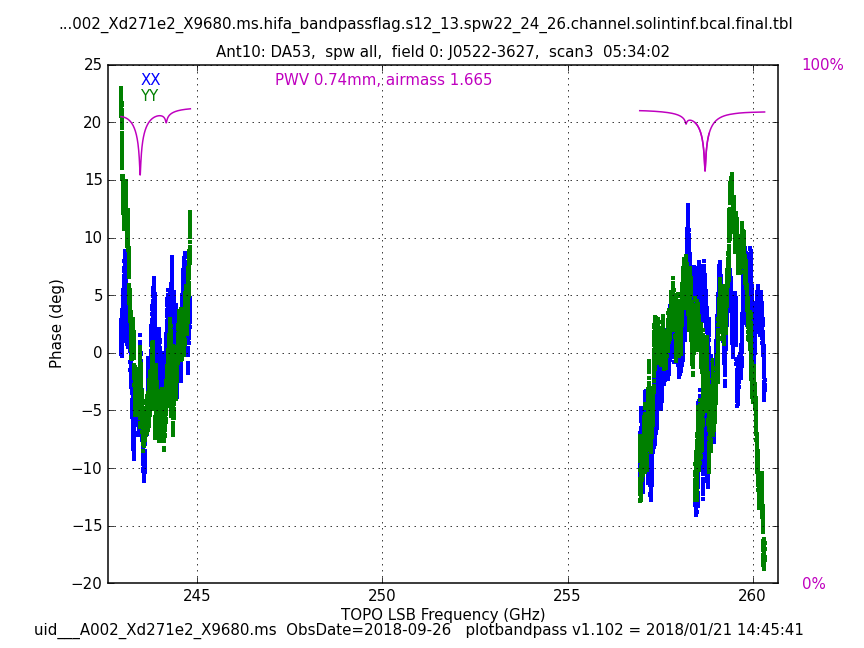 ...002_Xd271e2_X9680.ms.hifa_bandpassflag.s12_13.spw22_24_26.channel.solintinf.bcal.final.tbl
Ant10: DA53,  spw all,  field 0: J0522-3627,  scan3  05:34:02
25
100%
XX
PWV 0.74mm, airmass 1.665
YY
20
15
10
5
Phase (deg)
0
−5
−10
−15
−20
0%
245
250
255
260
TOPO LSB Frequency (GHz)
uid___A002_Xd271e2_X9680.ms  ObsDate=2018-09-26   plotbandpass v1.102 = 2018/01/21 14:45:41